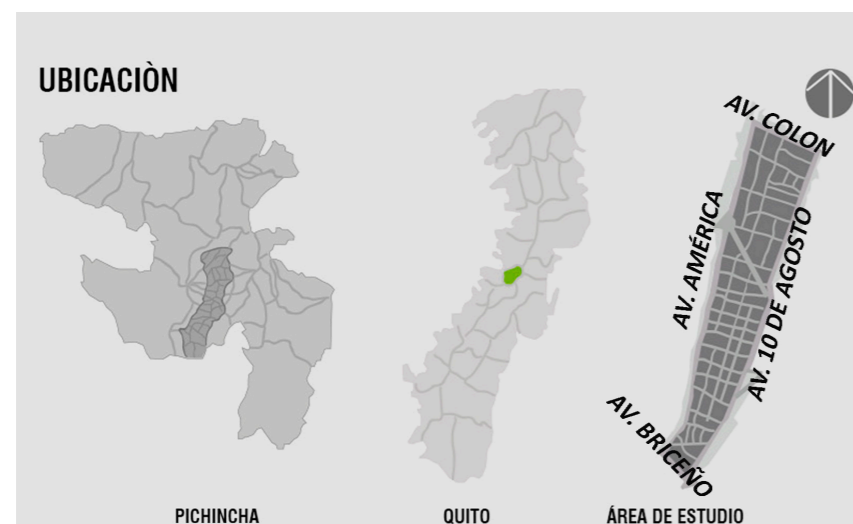 UBICACIÒN
AV. COLON
AV. AMÉRICA
AV. 10 DE AGOSTO
AV. BRICEÑO
PICHINCHA
QUITO
ÁREA DE ESTUDIO